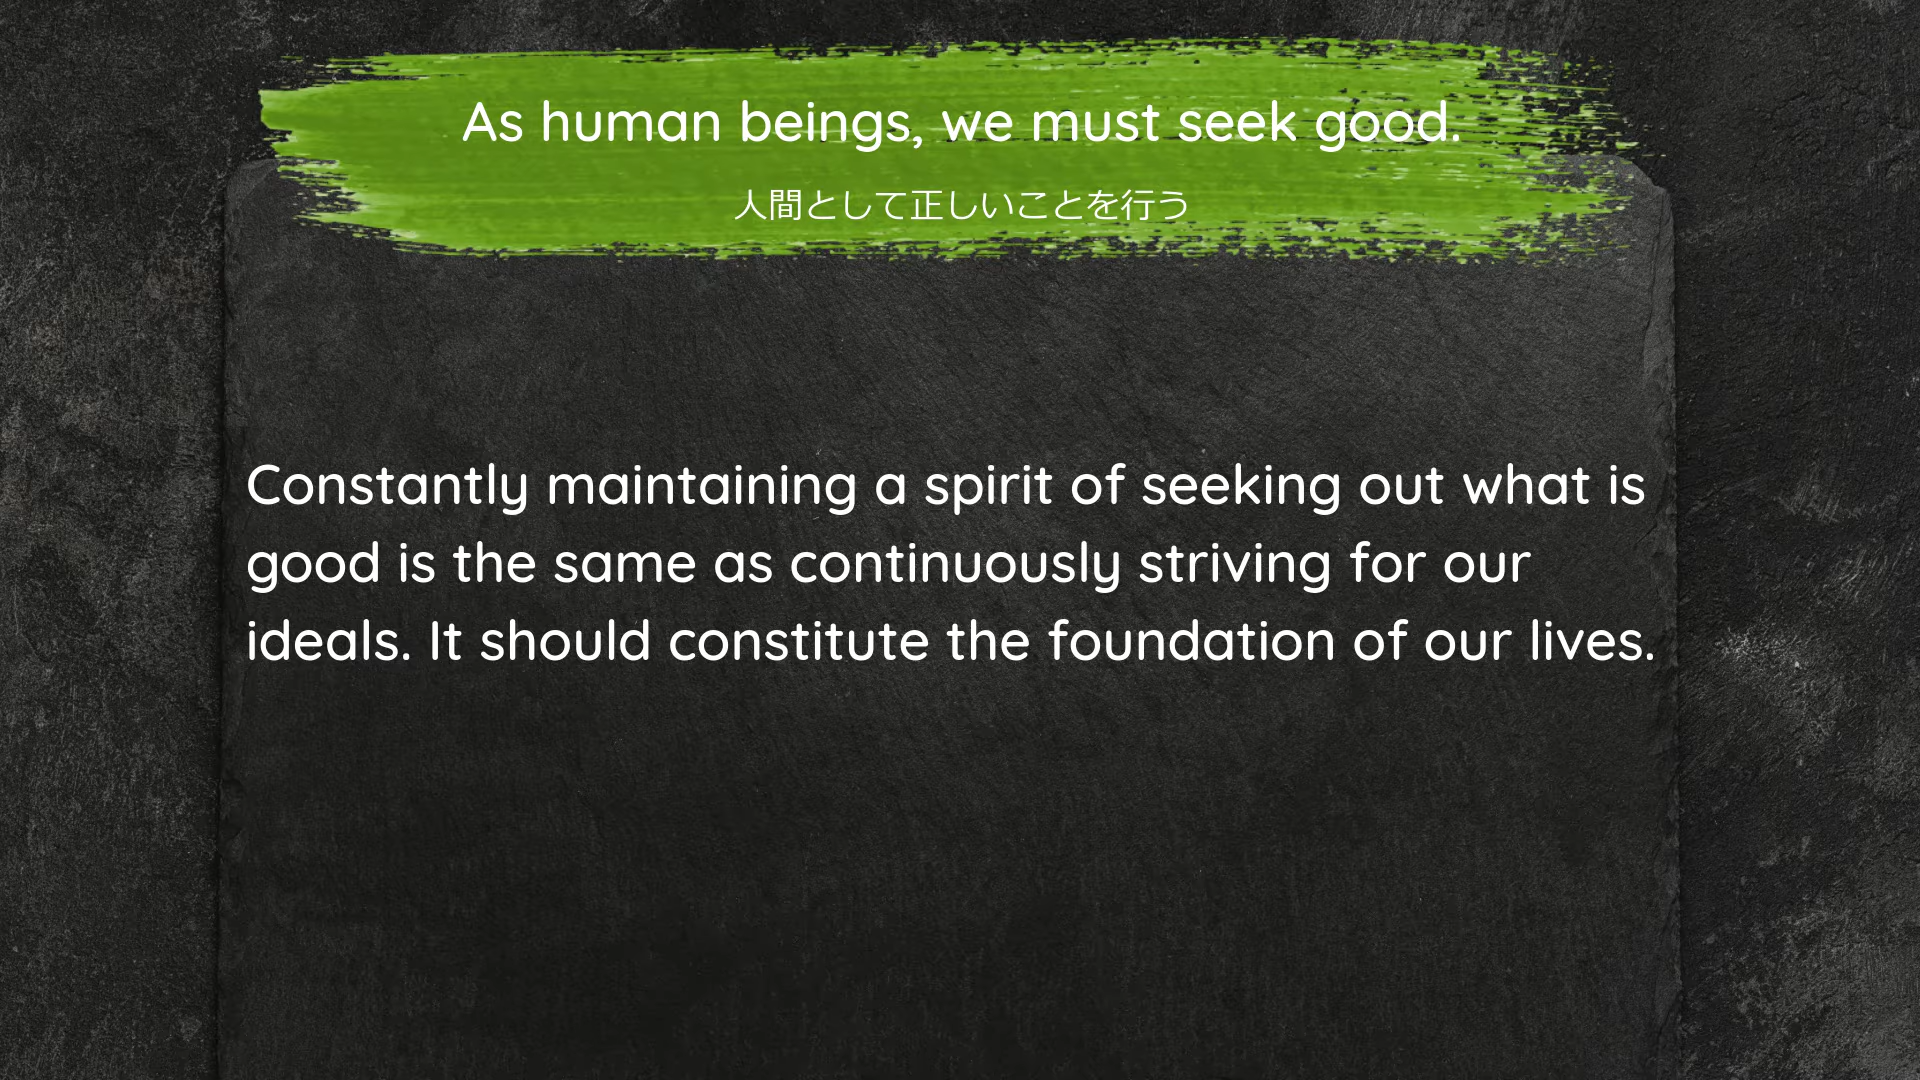 As human beings, we must seek good.
人間として正しいことを行う
Constantly maintaining a spirit of seeking out what is
good is the same as continuously striving for our
ideals. It should constitute the foundation of our lives.